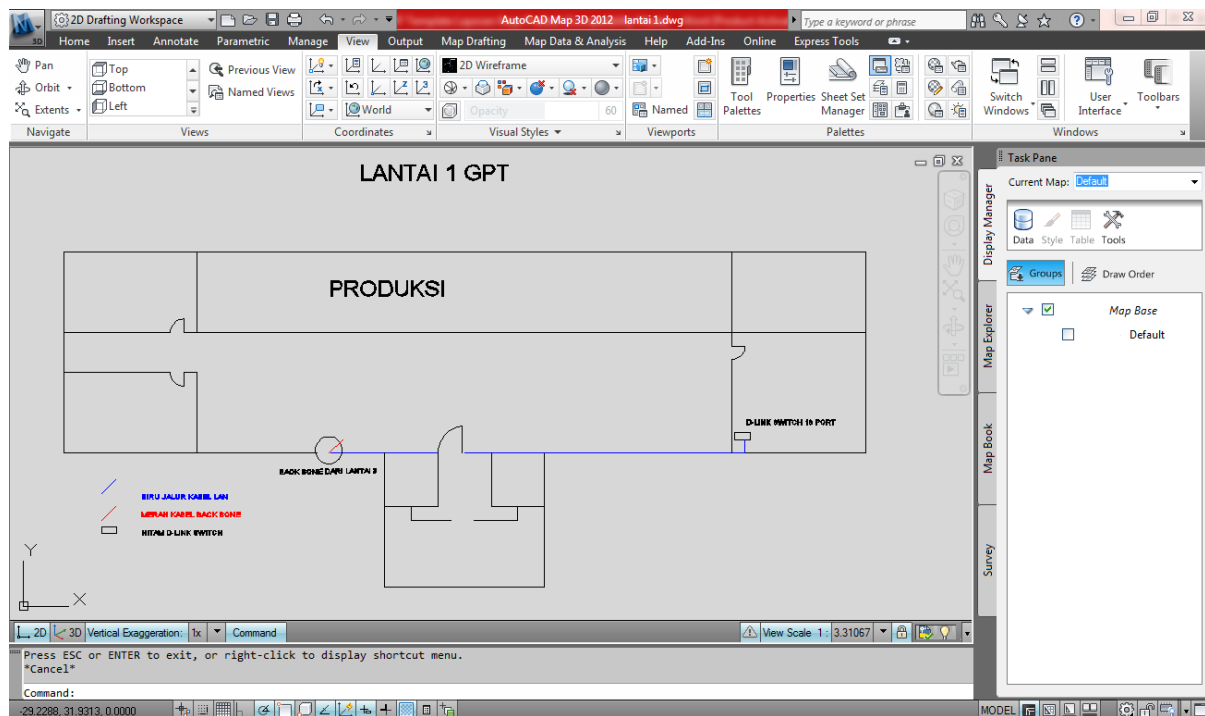 2D Drafting Workspace
AutoCAD Map 3D 2012 lantai 1.dwg
Type a keyword or phrase
3D Home Insert Annotate Parametric Manage View Output Map Drafting Map Data & Analysis Help Add-Ins Online Express Tools
Pan
Orbit
Extents
Top
Bottom
Left
Previous View
Named Views
World
2D Wireframe
Opacity 60
Named
Tool Palettes
Properties
Sheet Set Manager
Switch Windows
User Interface
Toolbars
Navigate Views Coordinates Visual Styles Viewports Palettes Windows
LANTAI 1 GPT
PRODUKSI
D-LINK SWITCH 16 PORT
BACK BONE DARI LANTAI 2
BIRU JALUR KABEL LAN
MERAH KABEL BACK BONE
HITAM D-LINK SWITCH
Y
X
Task Pane
Current Map: Default
Display Manager
Map Explorer
Map Book
Survey
Data Style Table Tools
Groups Draw Order
Map Base
Default
2D 3D Vertical Exaggeration: 1x Command
View Scale 1 : 3.31067
Press ESC or ENTER to exit, or right-click to display shortcut menu.
*Cancel*
Command:
-29.2288, 31.9313, 0.0000
MODEL